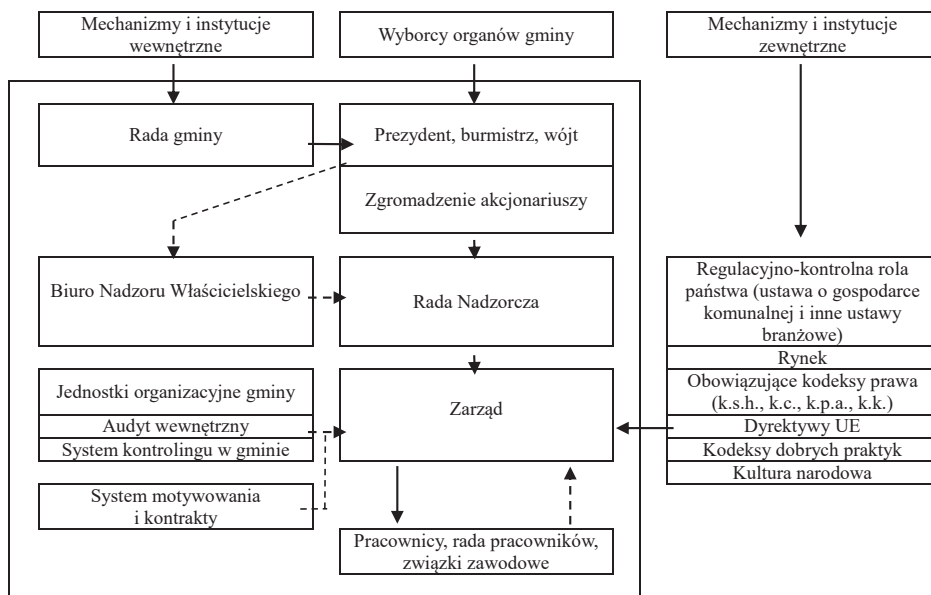 Mechanizmy i instytucje
wewnętrzne
Wyborcy organów gminy
Mechanizmy i instytucje
zewnętrzne
Rada gminy
Prezydent, burmistrz, wójt
Zgromadzenie akcjonariuszy
Biuro Nadzoru Właścicielskiego
Rada Nadzorcza
Regulacyjno-kontrolna rola
państwa (ustawa o gospodarce
komunalnej i inne ustawy
branżowe)
Rynek
Obowiązujące kodeksy prawa
(k.s.h., k.c., k.p.a., k.k.)
Dyrektywy UE
Kodeksy dobrych praktyk
Kultura narodowa
Jednostki organizacyjne gminy
Audyt wewnętrzny
System kontrolingu w gminie
Zarząd
System motywowania
i kontrakty
Pracownicy, rada pracowników,
związki zawodowe